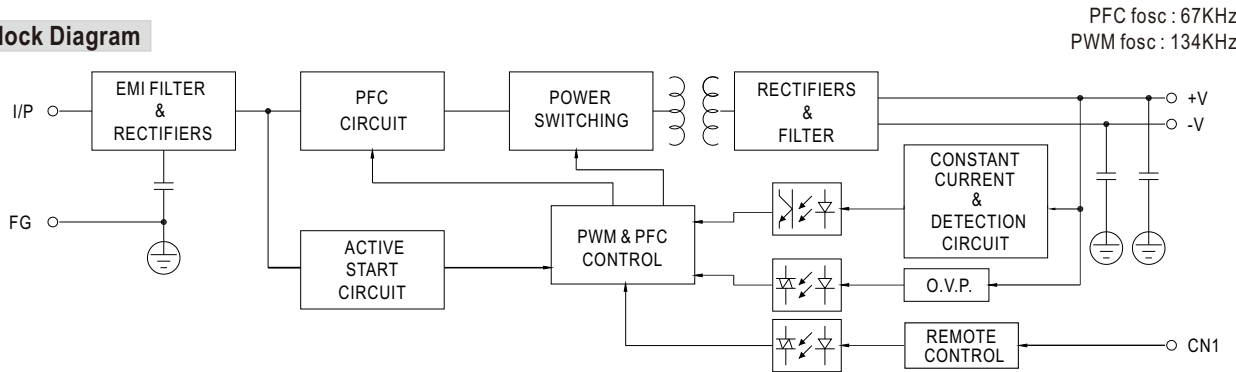 PFC fosc : 67KHz
lock Diagram
PWM fosc : 134KHz
I/P
EMI FILTER
&
RECTIFIERS
PFC
CIRCUIT
POWER
SWITCHING
RECTIFIERS
&
FILTER
+V
-V
CONSTANT
CURRENT
&
DETECTION
CIRCUIT
FG
ACTIVE
START
CIRCUIT
PWM & PFC
CONTROL
O.V.P.
REMOTE
CONTROL
CN1